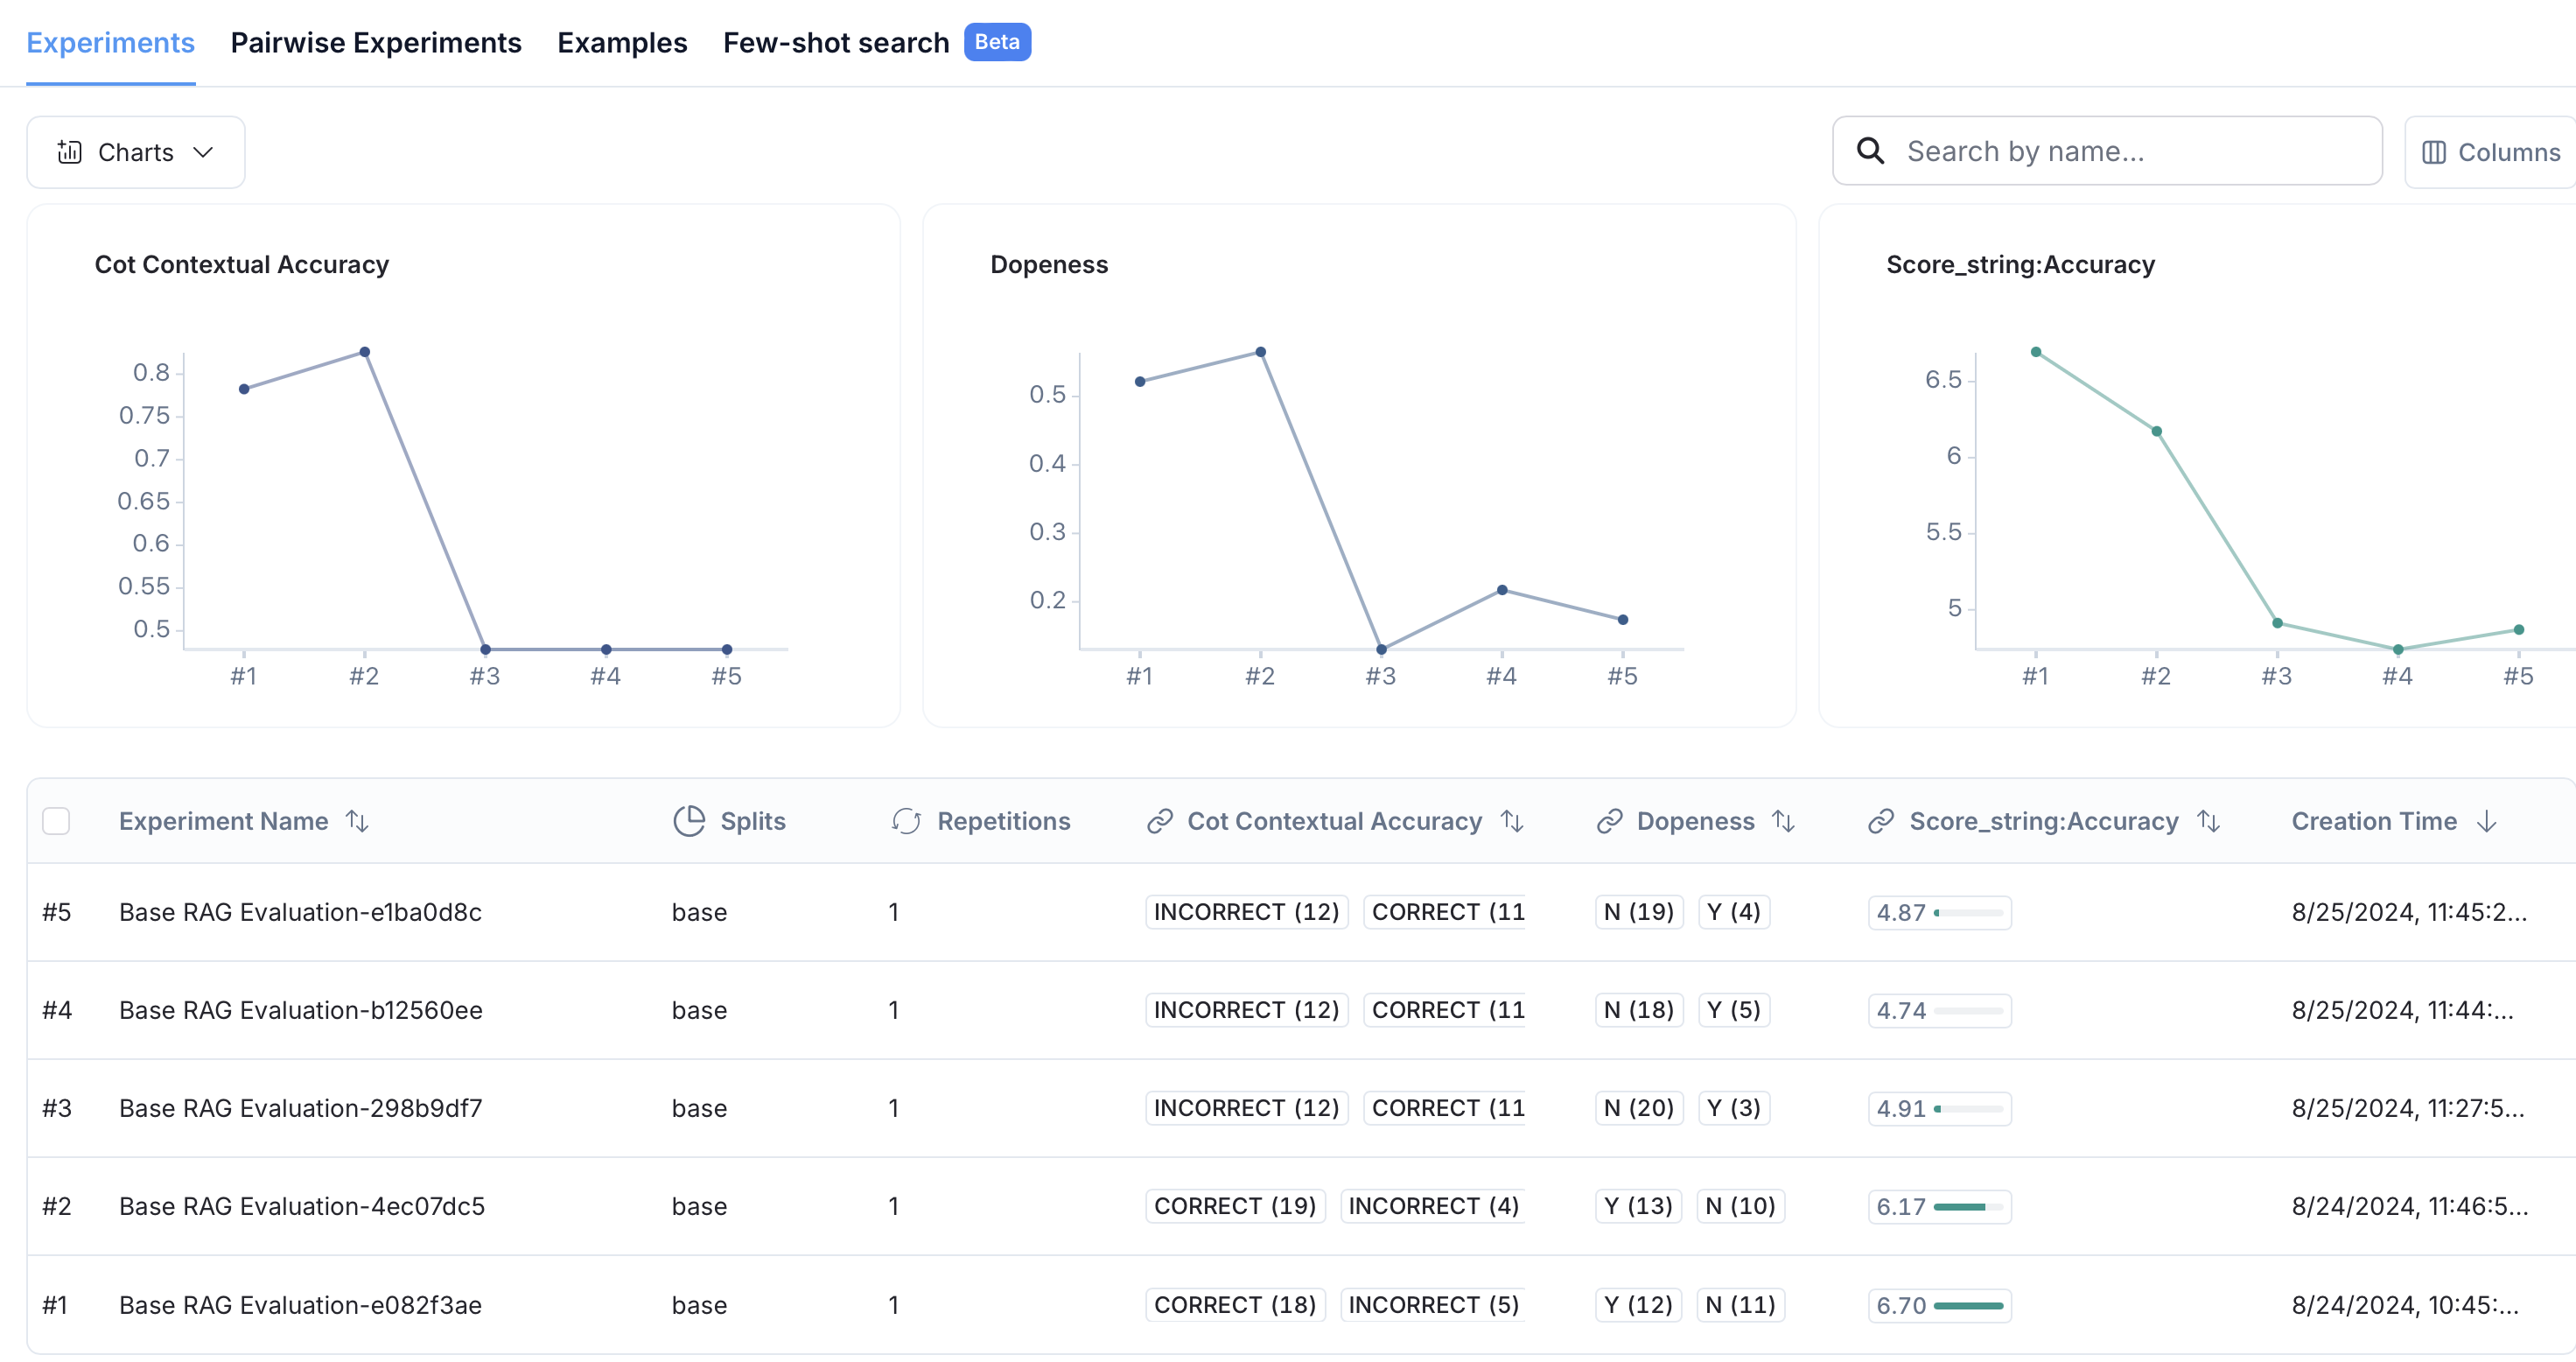 Experiments Pairwise Experiments Examples Few-shot search Beta
Charts Search by name... Columns
Cot Contextual Accuracy
0.8
0.75
0.7
0.65
0.6
0.55
0.5
#1 #2 #3 #4 #5
Dopeness
0.5
0.4
0.3
0.2
#1 #2 #3 #4 #5
Score_string:Accuracy
6.5
6
5.5
5
#1 #2 #3 #4 #5
Experiment Name Splits Repetitions Cot Contextual Accuracy Dopeness Score_string:Accuracy Creation Time
#5 Base RAG Evaluation-e1ba0d8c base 1 INCORRECT (12) CORRECT (11 N (19) Y (4) 4.87 8/25/2024, 11:45:2...
#4 Base RAG Evaluation-b12560ee base 1 INCORRECT (12) CORRECT (11 N (18) Y (5) 4.74 8/25/2024, 11:44:...
#3 Base RAG Evaluation-298b9df7 base 1 INCORRECT (12) CORRECT (11 N (20) Y (3) 4.91 8/25/2024, 11:27:5...
#2 Base RAG Evaluation-4ec07dc5 base 1 CORRECT (19) INCORRECT (4) Y (13) N (10) 6.17 8/24/2024, 11:46:5...
#1 Base RAG Evaluation-e082f3ae base 1 CORRECT (18) INCORRECT (5) Y (12) N (11) 6.70 8/24/2024, 10:45:...